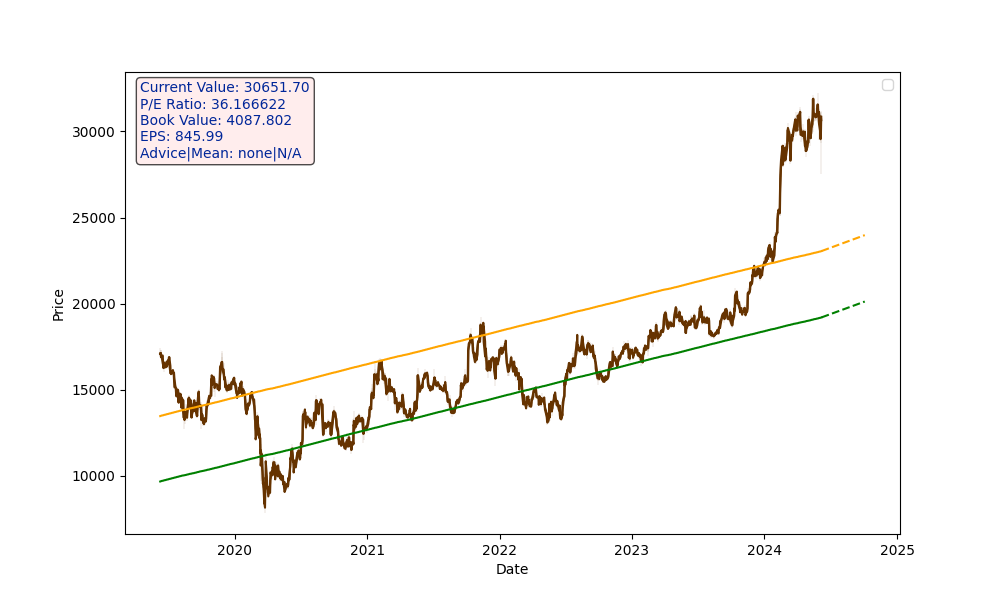 Current Value: 30651.70
P/E Ratio: 36.166622
Book Value: 4087.802
EPS: 845.99
Advice|Mean: none|N/A
Price
30000
25000
20000
15000
10000
2020
2021
2022
2023
2024
2025
Date